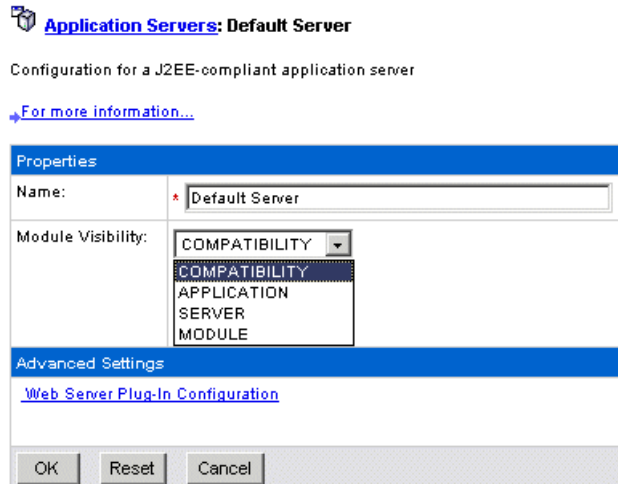 Application Servers: Default Server
Configuration for a J2EE-compliant application server
For more information...
Properties
Name: * Default Server
Module Visibility: COMPATIBILITY
COMPATIBILITY
APPLICATION
SERVER
MODULE
Advanced Settings
Web Server Plug-In Configuration
OK Reset Cancel